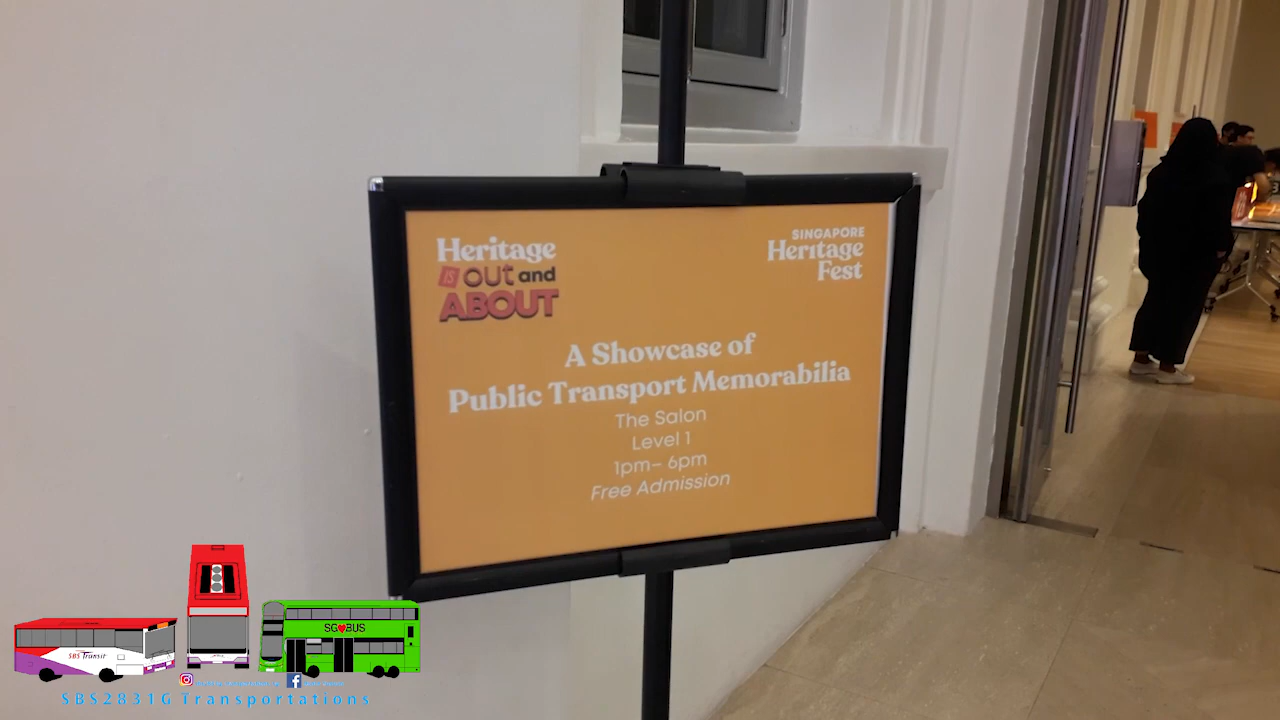 Heritage
IS OUT and
ABOUT
SINGAPORE
Heritage
Fest
A Showcase of
Public Transport Memorabilia
The Salon
Level 1
1pm– 6pm
Free Admission
SBS Transit
SG♥BUS
SBS2831G Transportations